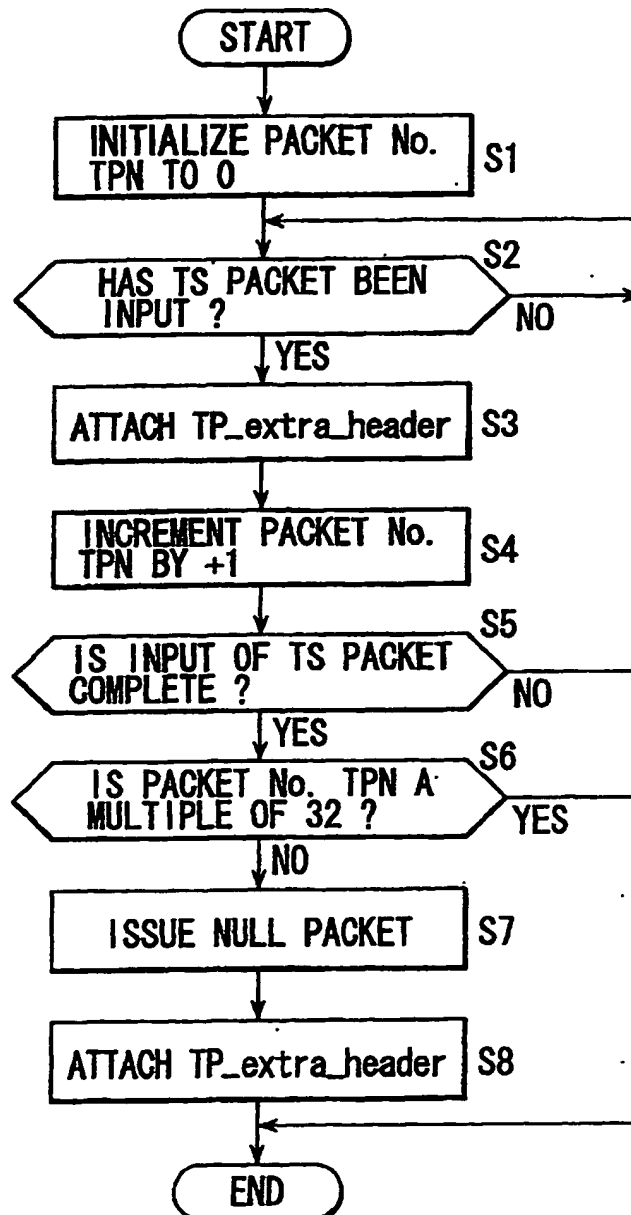 START
INITIALIZE PACKET No.
TPN TO 0
S1
S2
HAS TS PACKET BEEN
INPUT ?
NO
YES
ATTACH TP_extra_header
S3
INCREMENT PACKET No.
TPN BY +1
S4
S5
IS INPUT OF TS PACKET
COMPLETE ?
NO
YES
S6
IS PACKET No. TPN A
MULTIPLE OF 32 ?
YES
NO
ISSUE NULL PACKET
S7
ATTACH TP_extra_header
S8
END